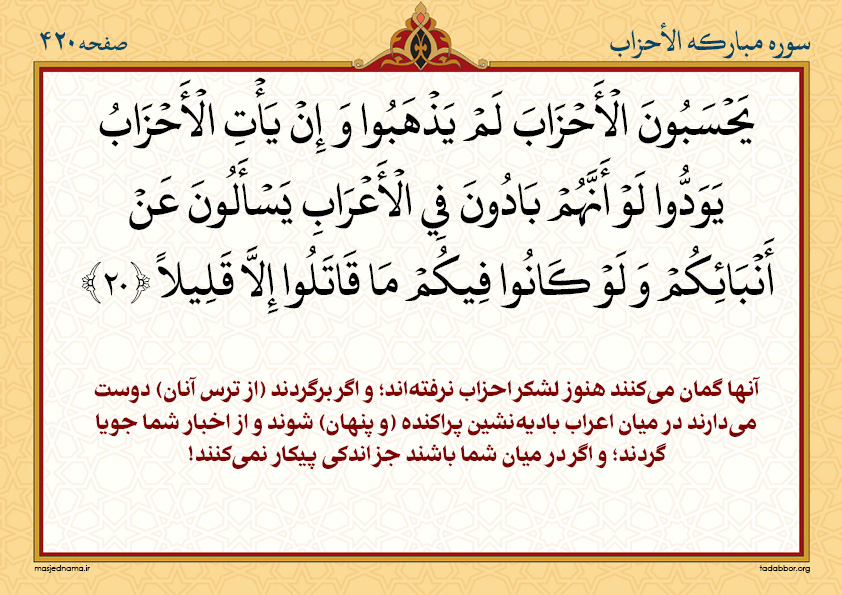 سوره مبارکه الأحزاب
صفحه ۴۲۰
يَحْسَبُونَ الْأَحْزَابَ لَمْ يَذْهَبُوا وَ إِنْ يَأْتِ الْأَحْزَابُ
يَوَدُّوا لَوْ أَنَّهُمْ بَادُونَ فِي الْأَعْرَابِ يَسْأَلُونَ عَنْ
أَنْبَائِكُمْ وَ لَوْ كَانُوا فِيكُمْ مَا قَاتَلُوا إِلاَّ قَلِيلاً ﴿۲۰﴾
آنها گمان می‌کنند هنوز لشکر احزاب نرفته‌اند؛ و اگر برگردند (از ترس آنان) دوست
می‌دارند در میان اعراب بادیه‌نشین پراکنده (و پنهان) شوند و از اخبار شما جویا
گردند؛ و اگر در میان شما باشند جز اندکی پیکار نمی‌کنند!
masjednama.ir
tadabbor.org